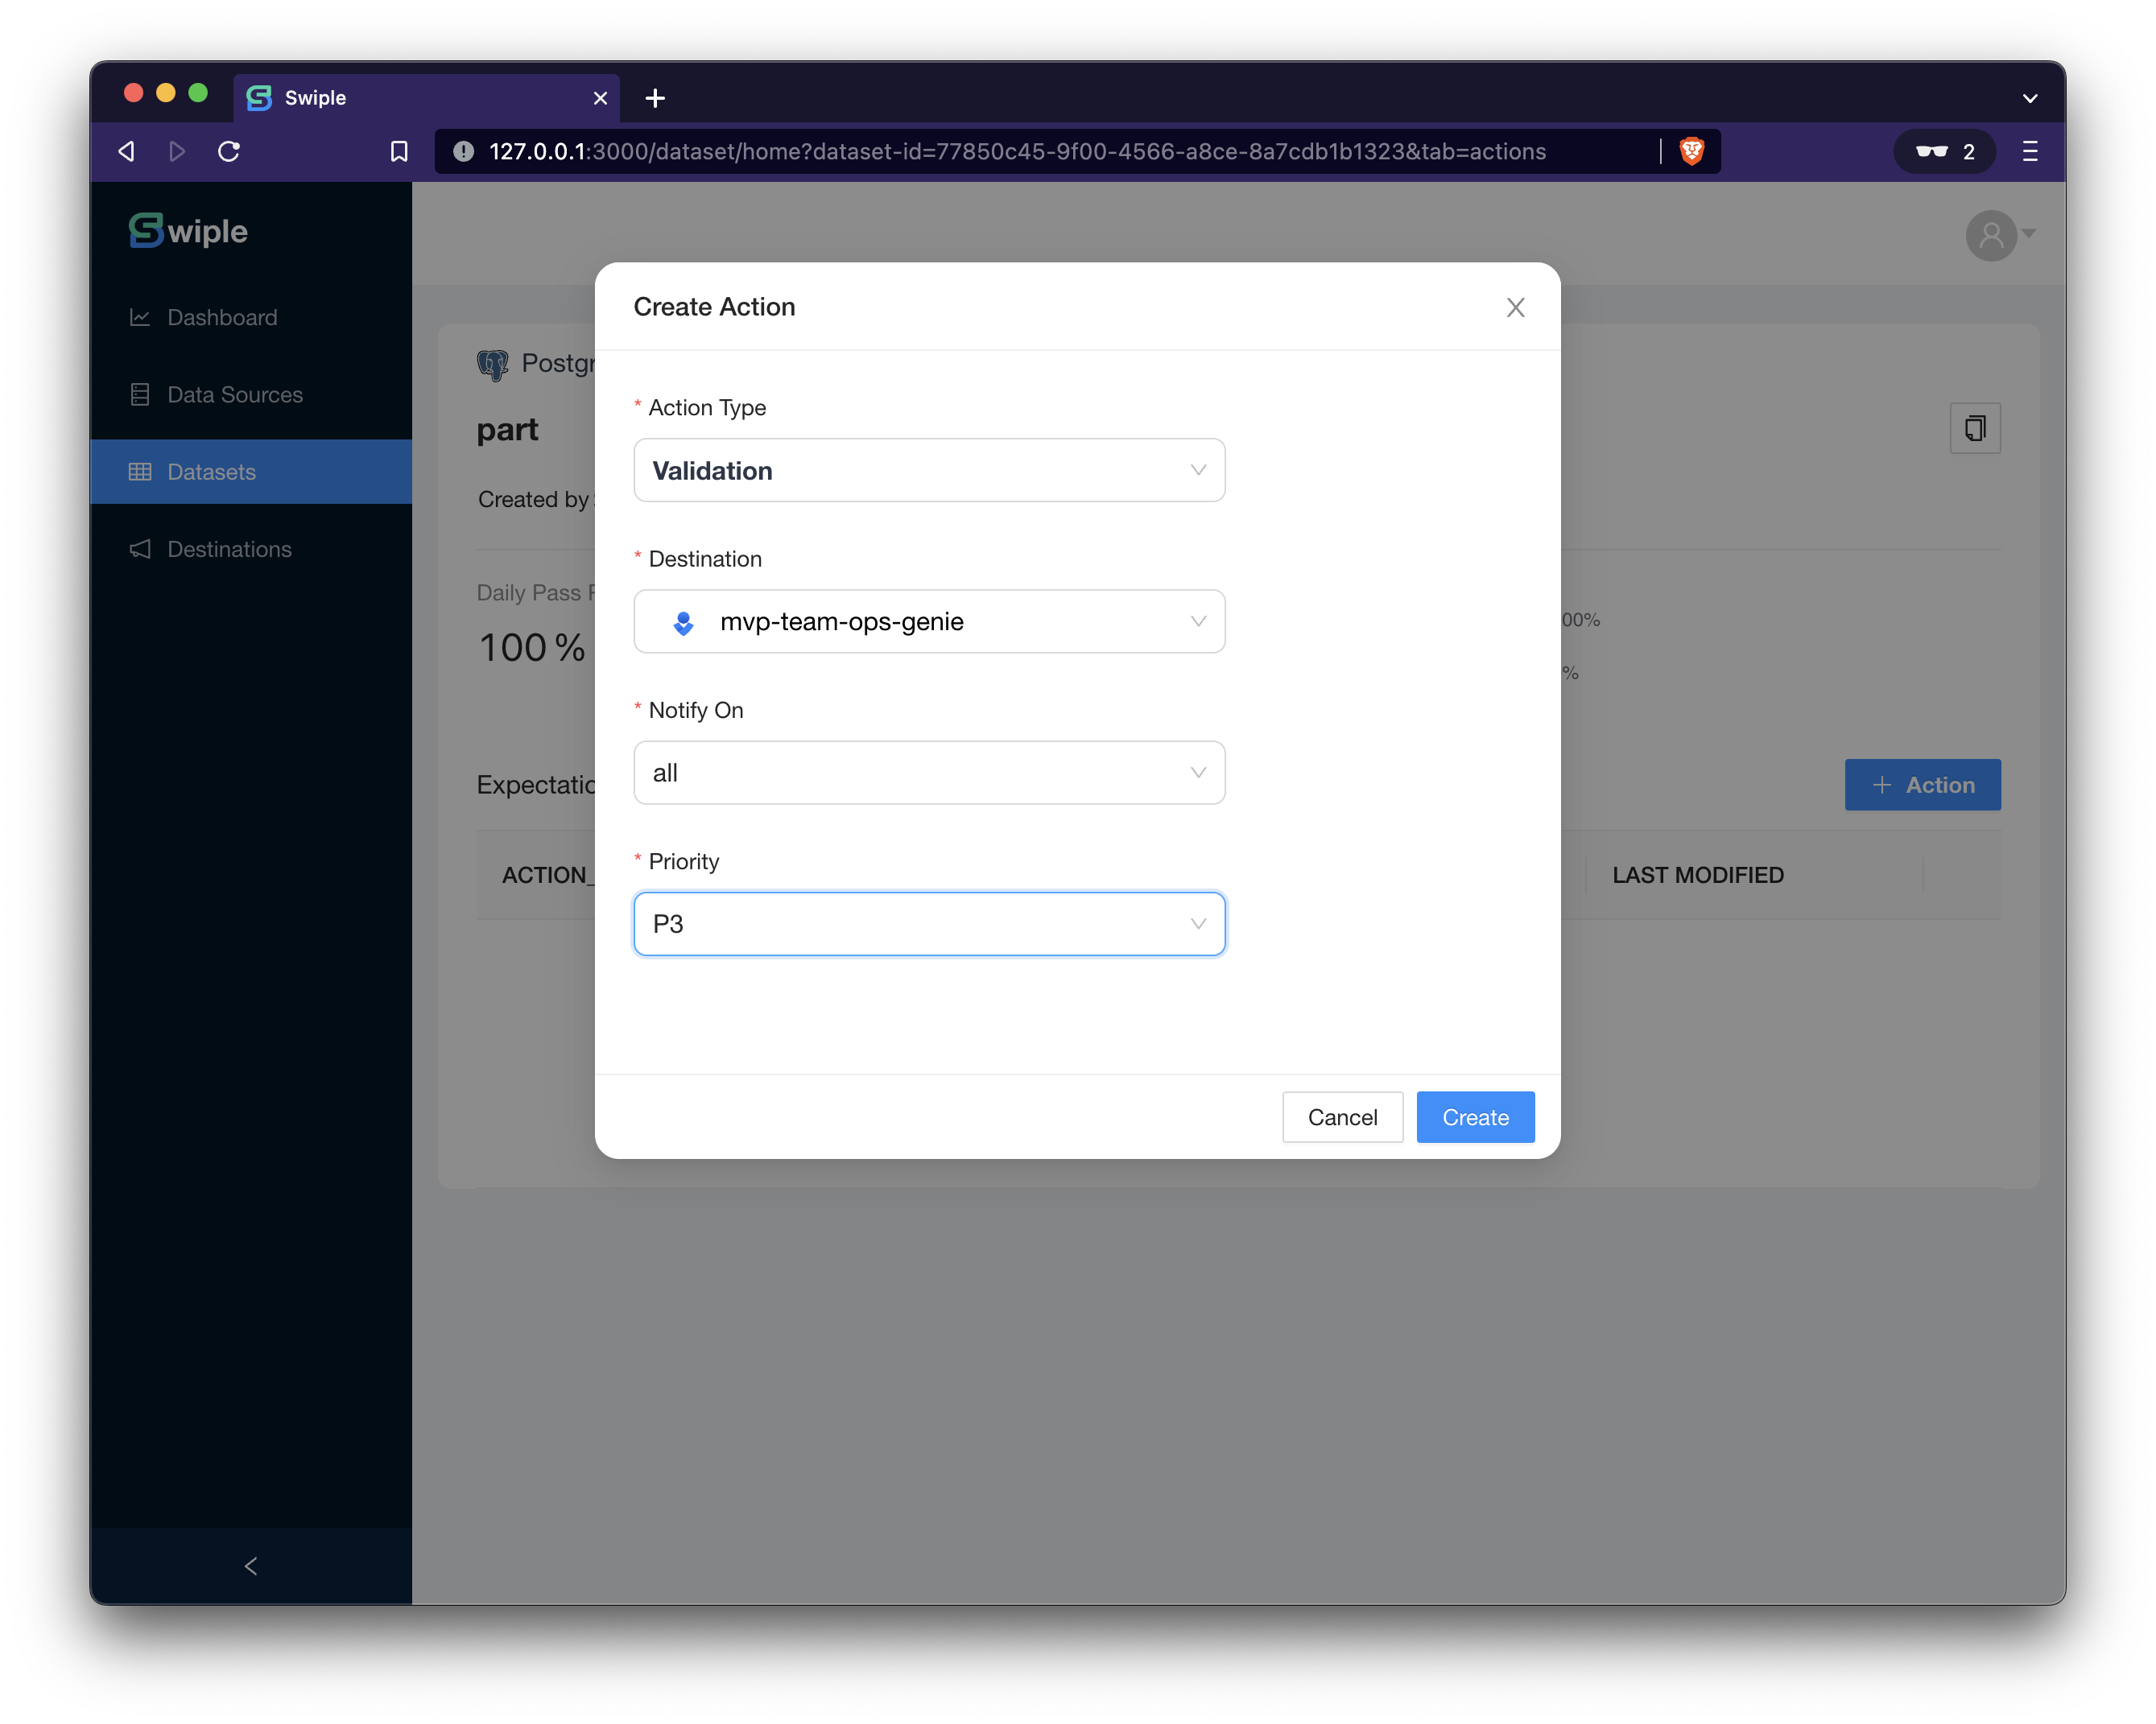 Swiple
127.0.0.1:3000/dataset/home?dataset-id=77850c45-9f00-4566-a8ce-8a7cdb1b1323&tab=actions
2
Swiple
Dashboard
Data Sources
Datasets
Destinations
Postgr
part
Created by
Daily Pass
100 %
00%
%
Expectatio
+ Action
ACTION_
LAST MODIFIED
Create Action
* Action Type
Validation
* Destination
mvp-team-ops-genie
* Notify On
all
* Priority
P3
Cancel
Create